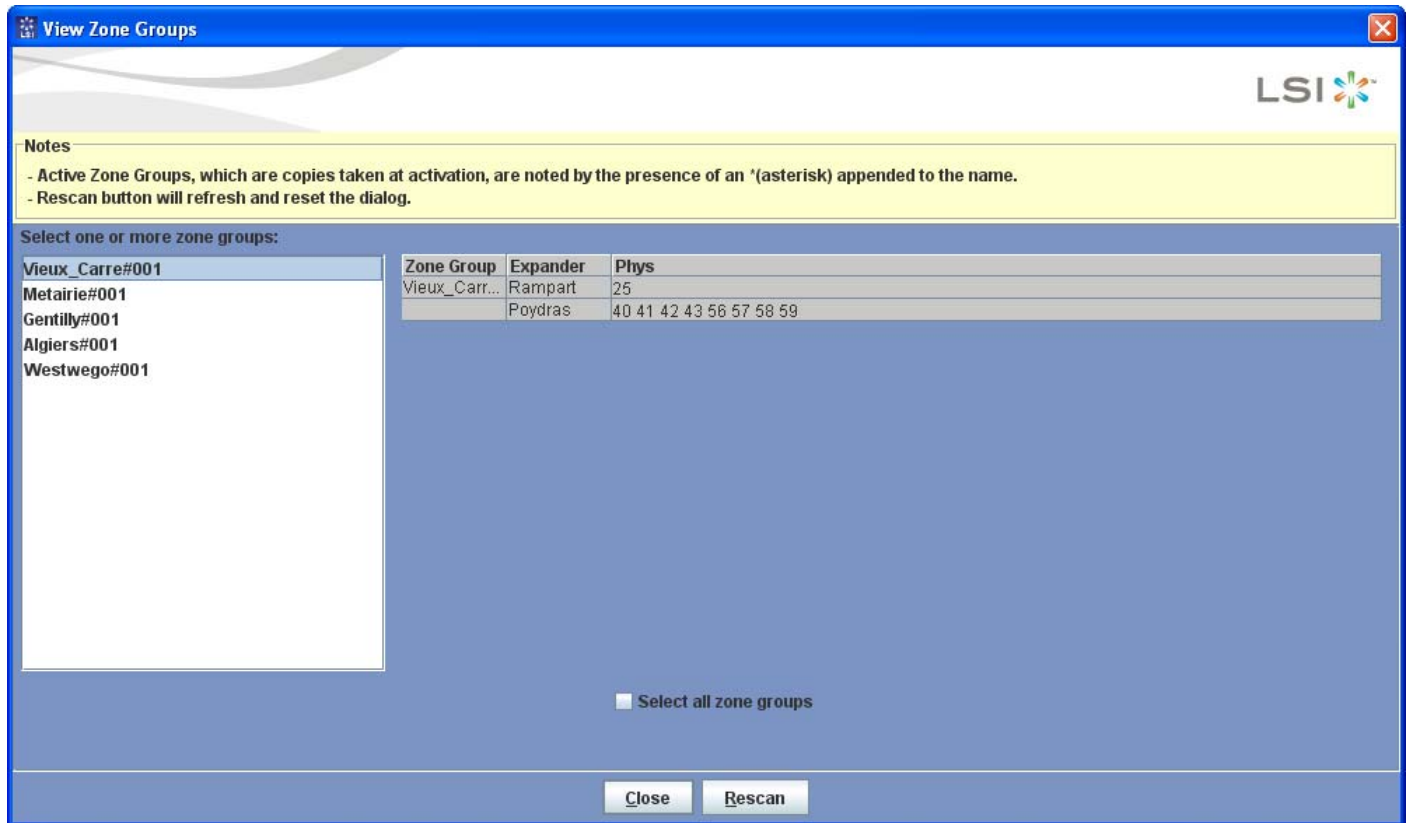 View Zone Groups
LSI
Notes
- Active Zone Groups, which are copies taken at activation, are noted by the presence of an *(asterisk) appended to the name.
- Rescan button will refresh and reset the dialog.
Select one or more zone groups:
Vieux_Carre#001
Metairie#001
Gentilly#001
Algiers#001
Westwego#001
Zone Group Expander Phys
Vieux_Carr... Rampart 25
Poydras 40 41 42 43 56 57 58 59
Select all zone groups
Close Rescan